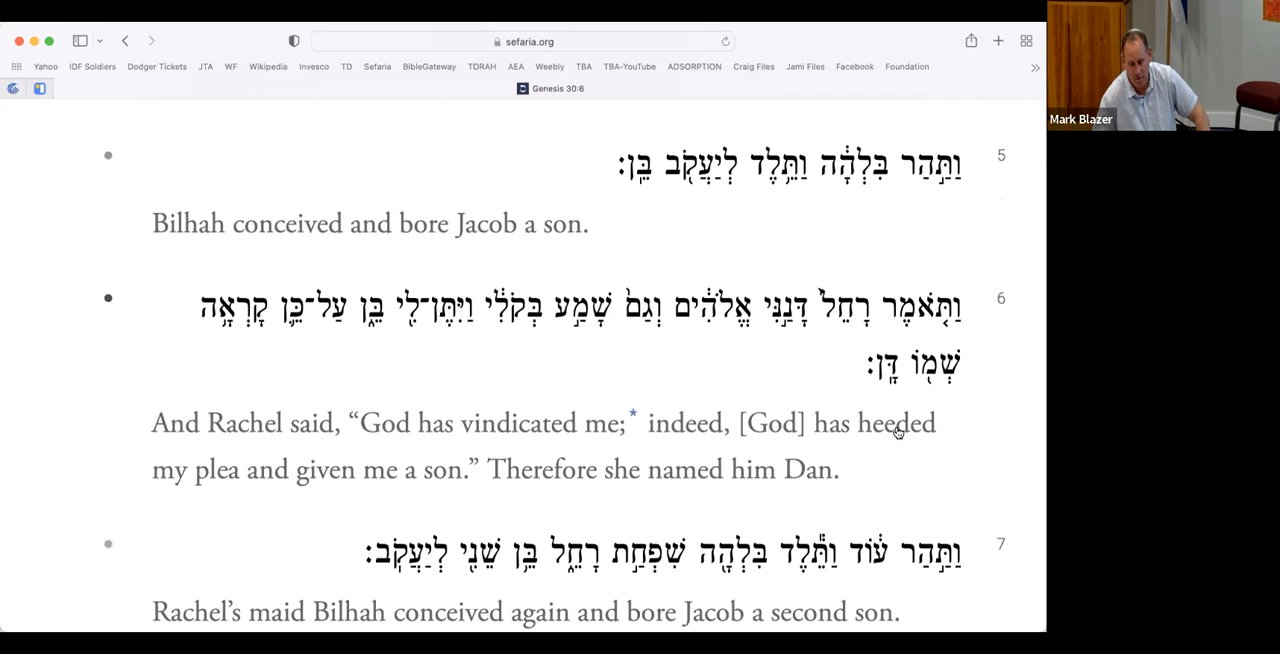 sefaria.org
Yahoo IDF Soldiers Dodger Tickets JTA WF Wikipedia Invesco TD Sefaria BibleGateway TORAH AEA Weebly TBA TBA-YouTube ADSORPTION Craig Files Jami Files Facebook Foundation
Genesis 30:6
Mark Blazer
5 וַתַּ֣הַר בִּלְהָ֔ה וַתֵּ֥לֶד לְיַעֲקֹ֖ב בֵּֽן׃
Bilhah conceived and bore Jacob a son.
6 וַתֹּ֤אמֶר רָחֵל֙ דָּנַ֣נִּי אֱלֹהִ֔ים וְגַם֙ שָׁמַ֣ע בְּקֹלִ֔י וַיִּתֶּן־לִ֖י בֵּ֑ן עַל־כֵּ֛ן קָרְאָ֥ה
שְׁמ֖וֹ דָּֽן׃
And Rachel said, “God has vindicated me;* indeed, [God] has heeded
my plea and given me a son.” Therefore she named him Dan.
7 וַתַּ֣הַר ע֔וֹד וַתֵּ֕לֶד בִּלְהָ֖ה שִׁפְחַ֣ת רָחֵ֑ל בֵּ֥ן שֵׁנִ֖י לְיַעֲקֹֽב׃
Rachel’s maid Bilhah conceived again and bore Jacob a second son.